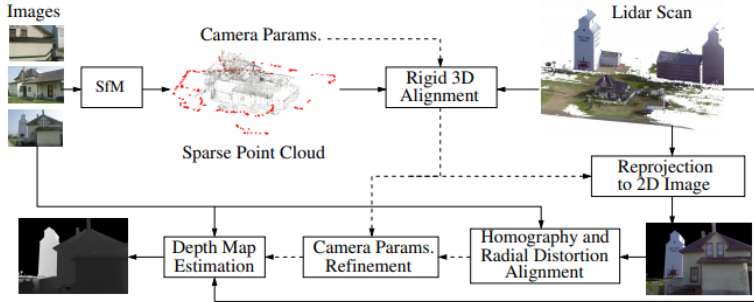 Images
Camera Params.
Lidar Scan
SfM
Rigid 3D
Alignment
Sparse Point Cloud
Reprojection
to 2D Image
Depth Map
Estimation
Camera Params.
Refinement
Homography and
Radial Distortion
Alignment